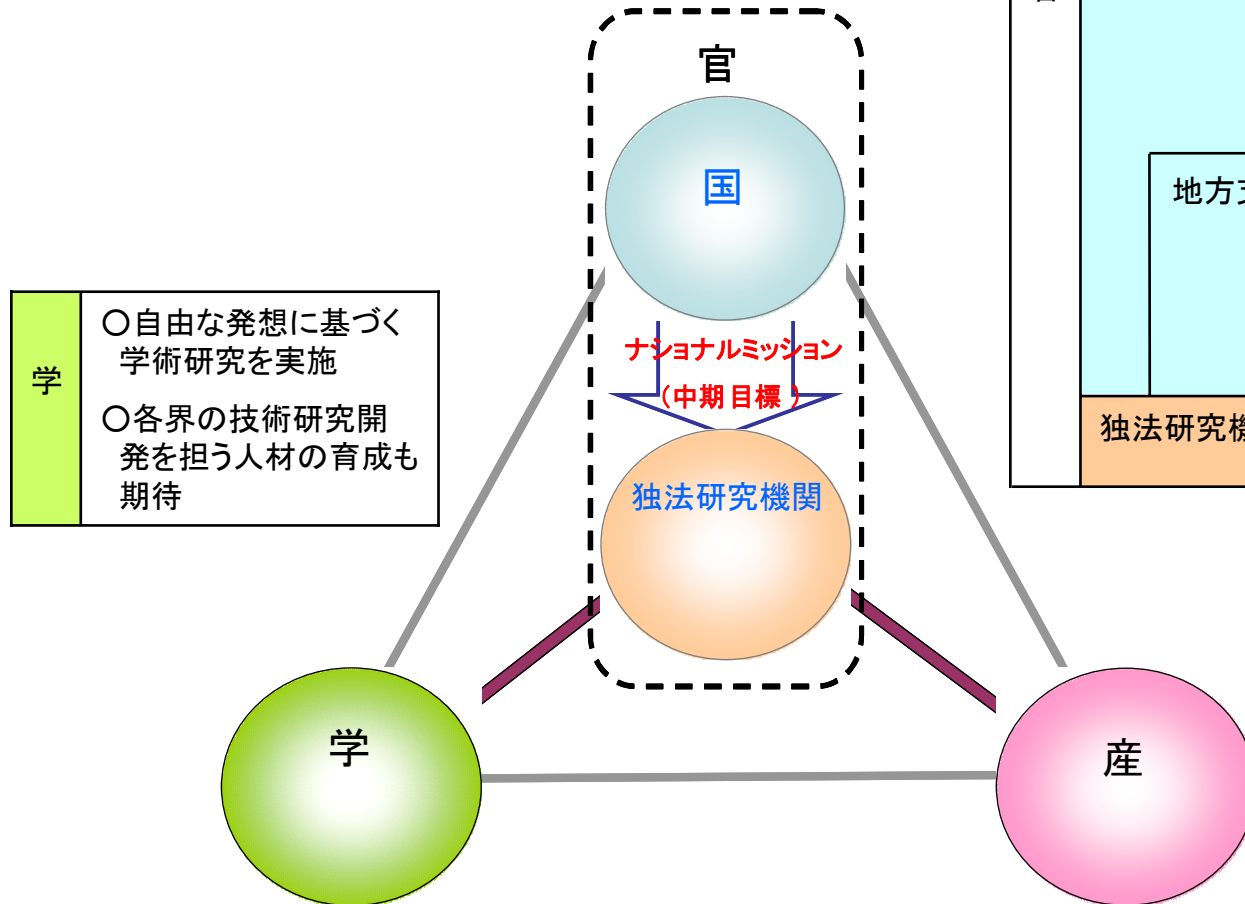 官
国
ナショナルミッション
(中期目標)
独法研究機関
学
○自由な発想に基づく
学術研究を実施
○各界の技術研究開
発を担う人材の育成も
期待
学
産
地方
独法研究機